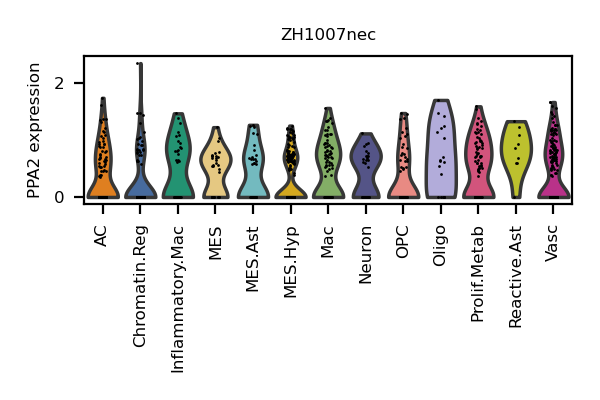 ZH1007nec
PPA2 expression
2
0
AC
Chromatin.Reg
Inflammatory.Mac
MES
MES.Ast
MES.Hyp
Mac
Neuron
OPC
Oligo
Prolif.Metab
Reactive.Ast
Vasc